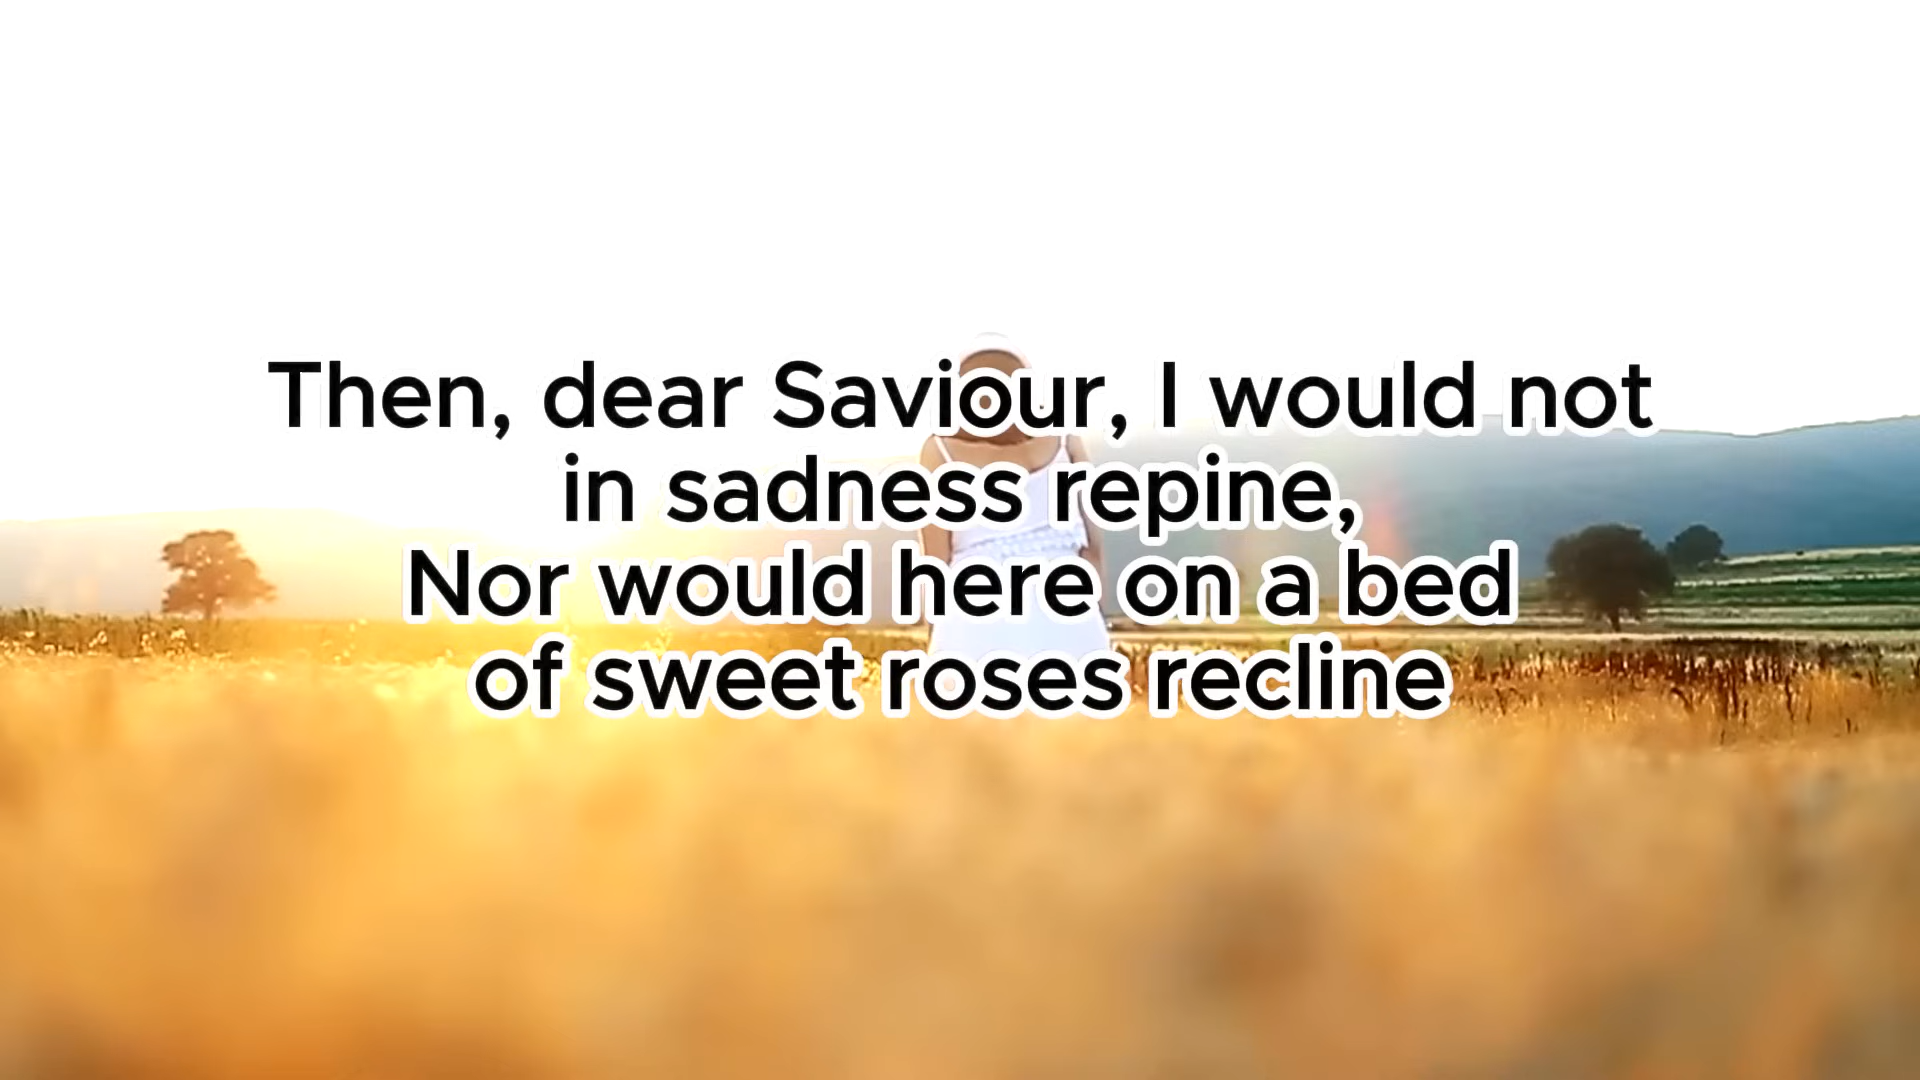 Then, dear Saviour, I would not
in sadness repine,
Nor would here on a bed
of sweet roses recline